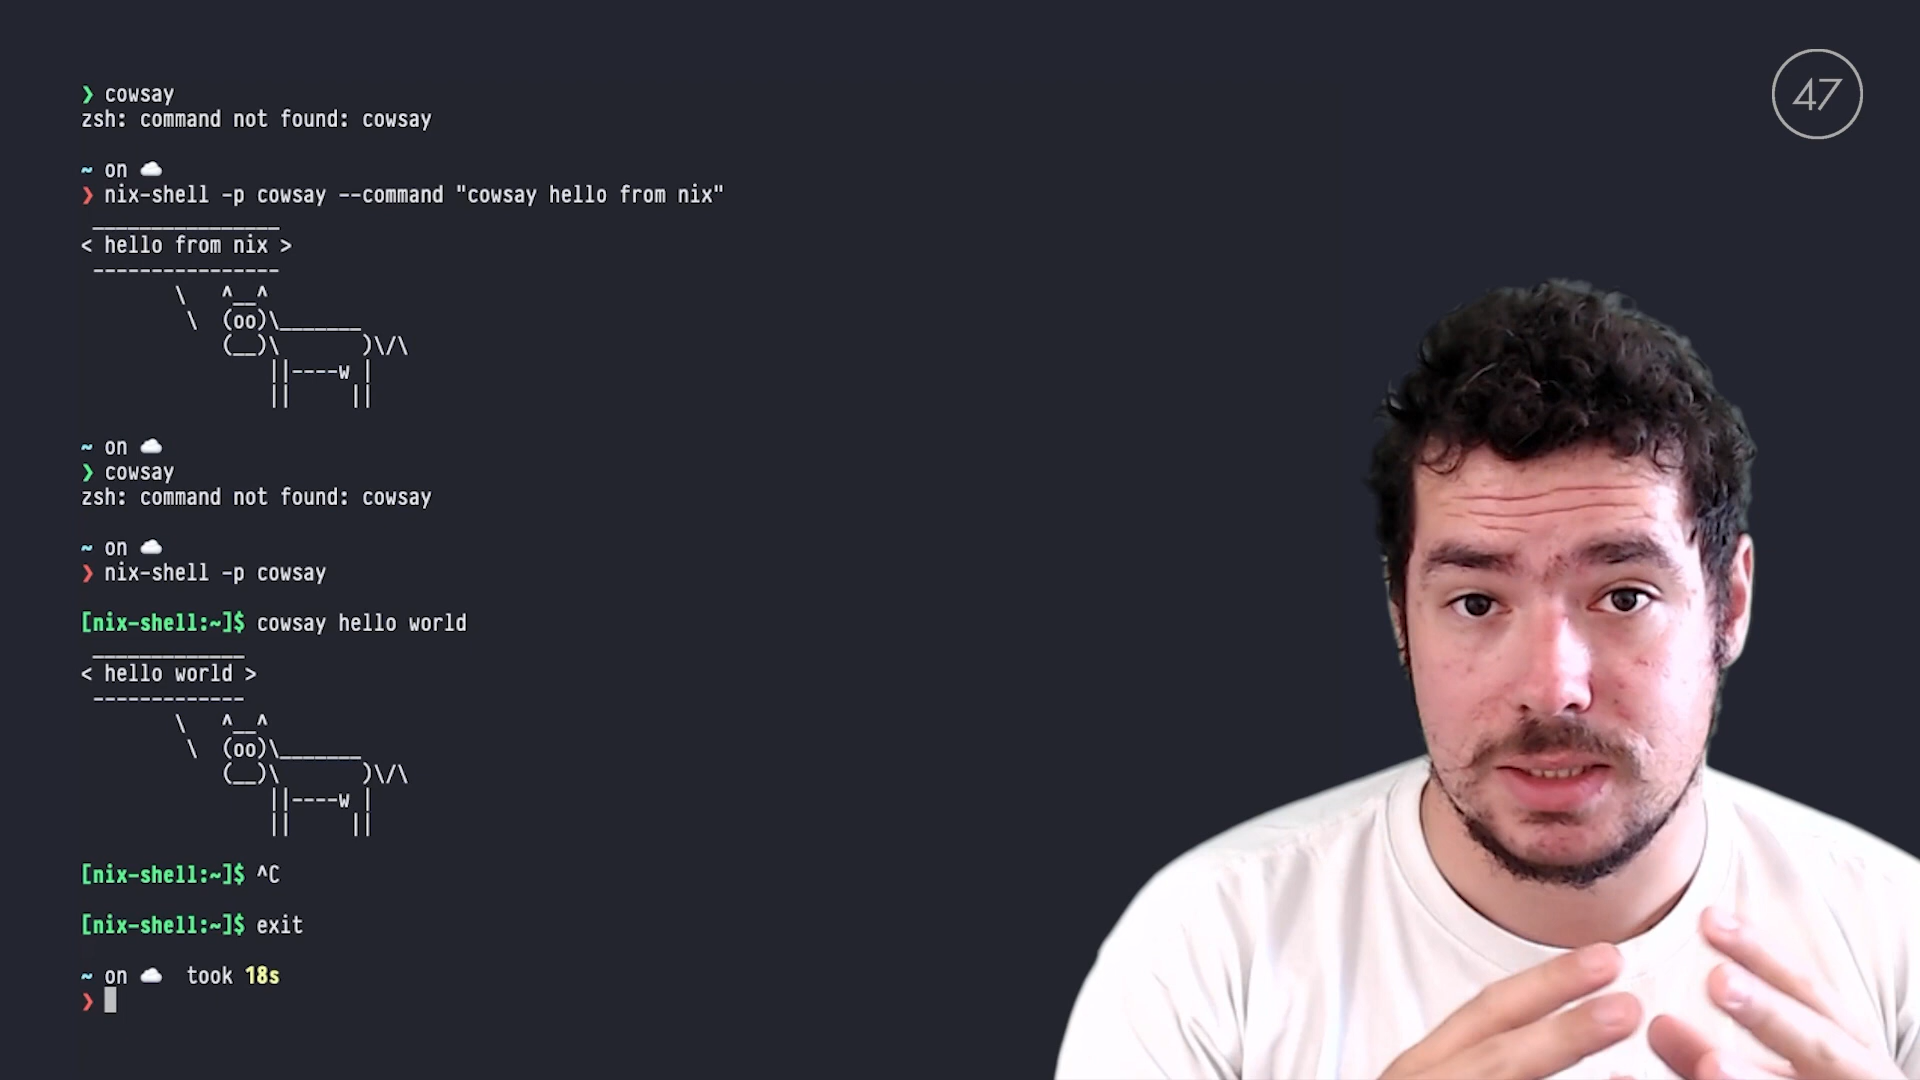 ❯ cowsay
zsh: command not found: cowsay
~ on ☁️
❯ nix-shell -p cowsay --command "cowsay hello from nix"
 ________________
< hello from nix >
 ----------------
        \   ^__^
         \  (oo)\_______
            (__)\       )\/\
                ||----w |
                ||     ||
~ on ☁️
❯ cowsay
zsh: command not found: cowsay
~ on ☁️
❯ nix-shell -p cowsay
[nix-shell:~]$ cowsay hello world
 _____________
< hello world >
 -------------
        \   ^__^
         \  (oo)\_______
            (__)\       )\/\
                ||----w |
                ||     ||
[nix-shell:~]$ ^C
[nix-shell:~]$ exit
~ on ☁️  took 18s
❯
47